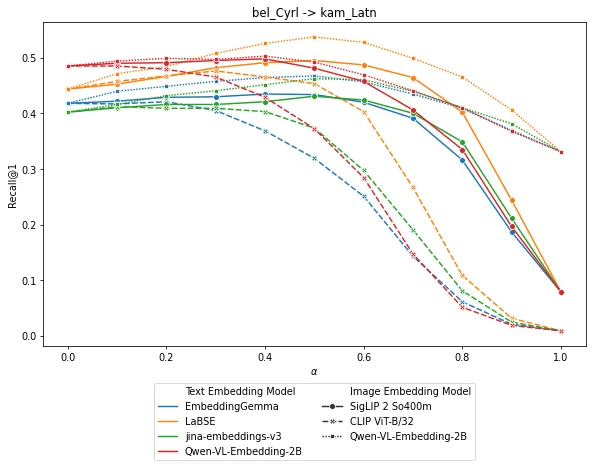 bel_Cyrl -> kam_Latn
Recall@1
0.5
0.4
0.3
0.2
0.1
0.0
0.0 0.2 0.4 0.6 0.8 1.0
α
Text Embedding Model Image Embedding Model
EmbeddingGemma SigLIP 2 So400m
LaBSE CLIP ViT-B/32
jina-embeddings-v3 Qwen-VL-Embedding-2B
Qwen-VL-Embedding-2B